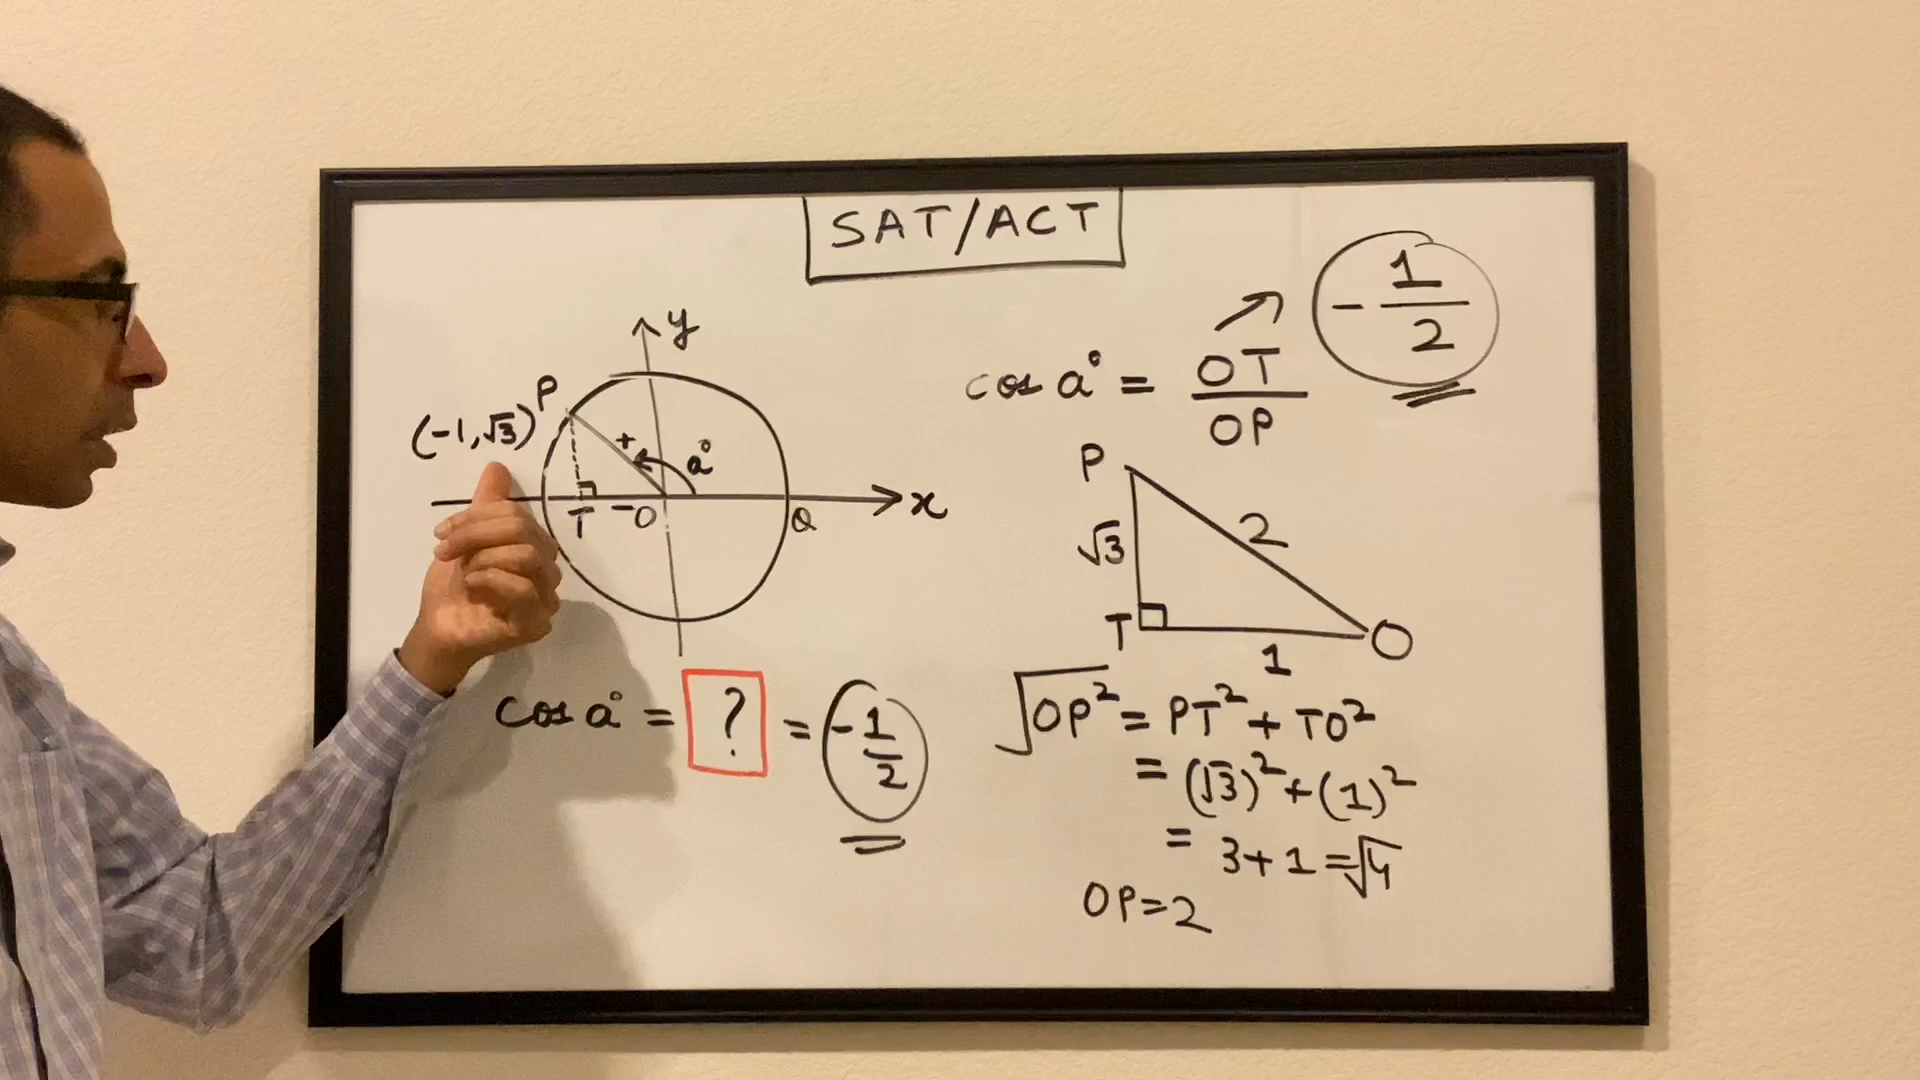 SAT/ACT
y
P
(-1,√3)
+
a°
T -O
Q
x
cos a° = ? = -1/2
cos a° = OT/OP
-1/2
P
√3
2
T
1
O
√OP² = PT² + TO²
= (√3)² + (1)²
= 3+1 = √4
OP = 2